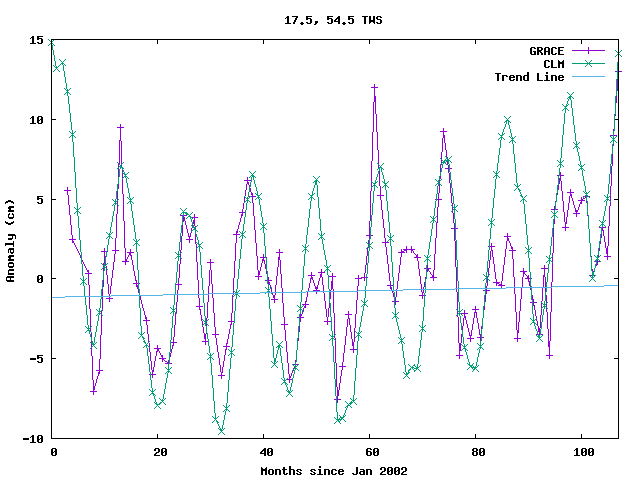 17.5, 54.5 TWS
GRACE
CLM
Trend Line
15
10
5
0
-5
-10
Anomaly (cm)
0 20 40 60 80 100
Months since Jan 2002